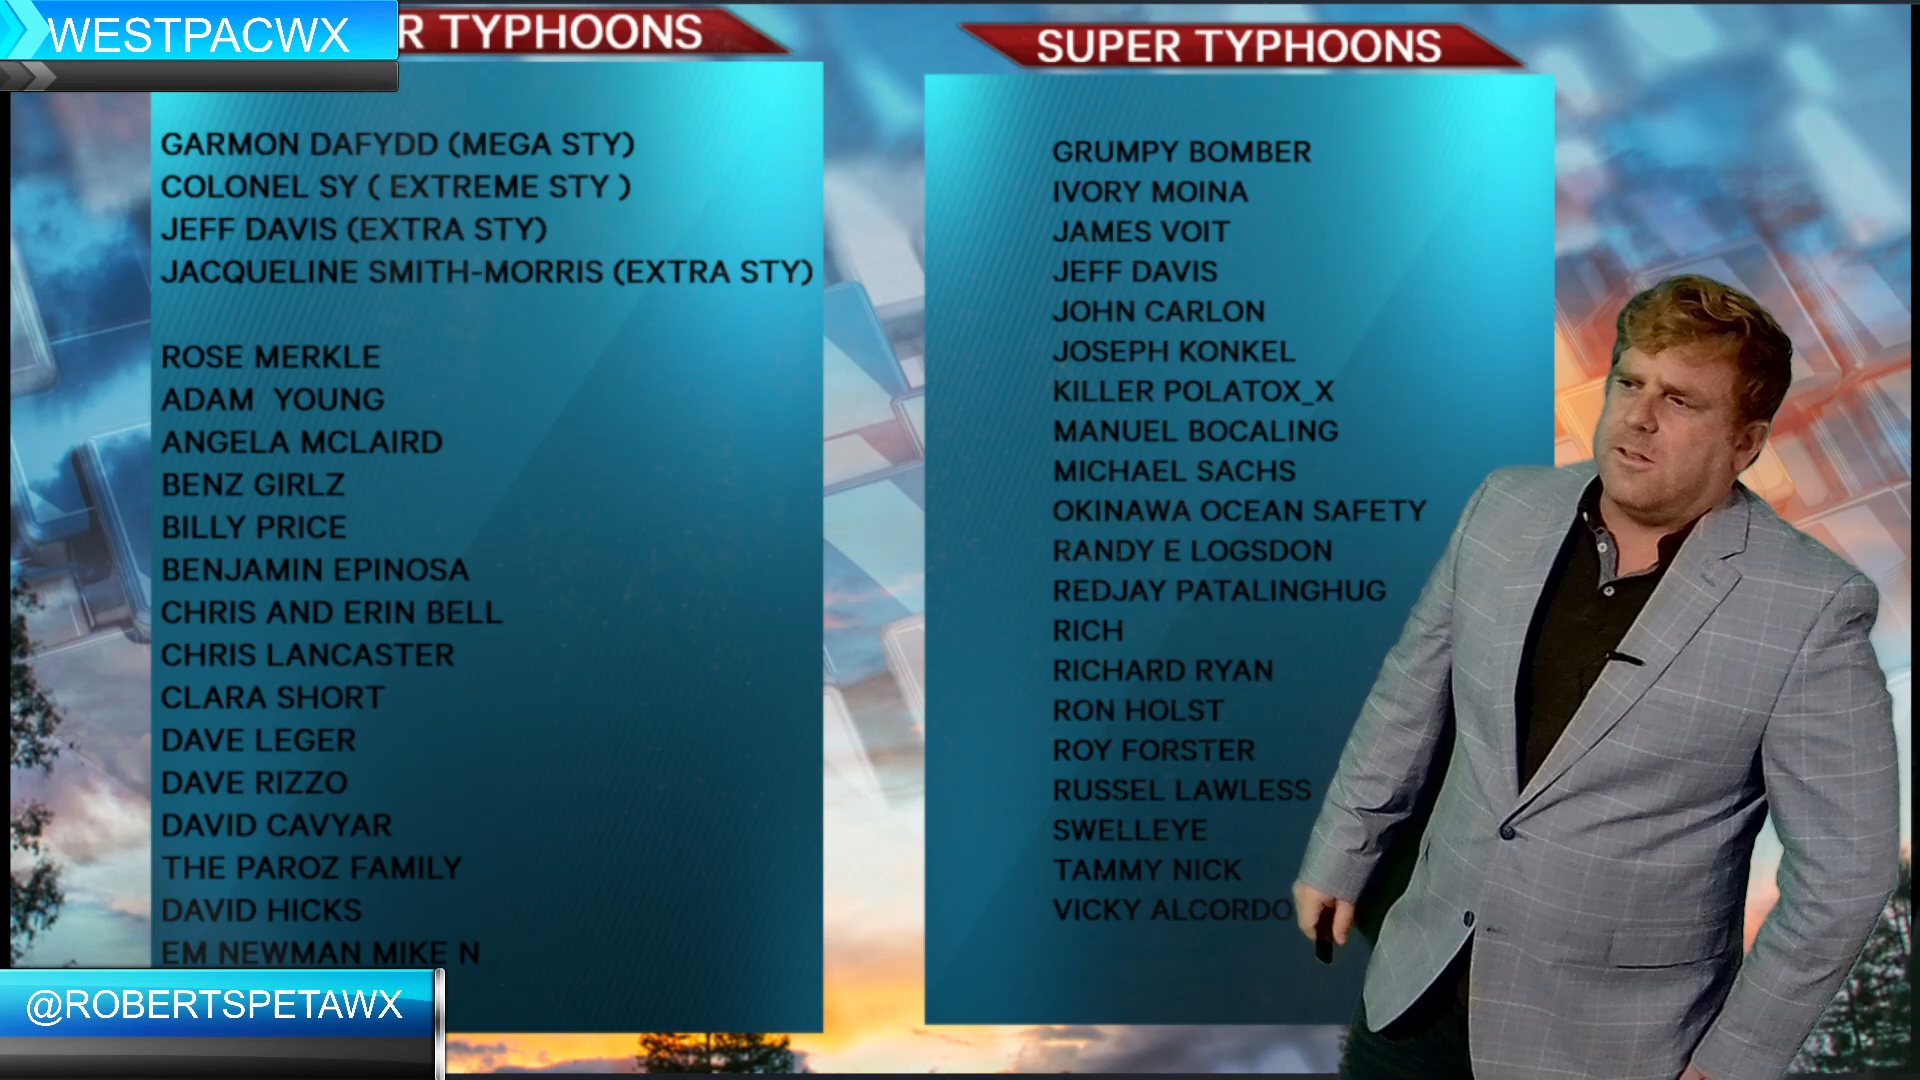 WESTPACWX
R TYPHOONS
GARMON DAFYDD (MEGA STY)
COLONEL SY ( EXTREME STY )
JEFF DAVIS (EXTRA STY)
JACQUELINE SMITH-MORRIS (EXTRA STY)
ROSE MERKLE
ADAM  YOUNG
ANGELA MCLAIRD
BENZ GIRLZ
BILLY PRICE
BENJAMIN EPINOSA
CHRIS AND ERIN BELL
CHRIS LANCASTER
CLARA SHORT
DAVE LEGER
DAVE RIZZO
DAVID CAVYAR
THE PAROZ FAMILY
DAVID HICKS
EM NEWMAN MIKE N
SUPER TYPHOONS
GRUMPY BOMBER
IVORY MOINA
JAMES VOIT
JEFF DAVIS
JOHN CARLON
JOSEPH KONKEL
KILLER POLATOX_X
MANUEL BOCALING
MICHAEL SACHS
OKINAWA OCEAN SAFETY
RANDY E LOGSDON
REDJAY PATALINGHUG
RICH
RICHARD RYAN
RON HOLST
ROY FORSTER
RUSSEL LAWLESS
SWELLEYE
TAMMY NICK
VICKY ALCORDO
@ROBERTSPETAWX